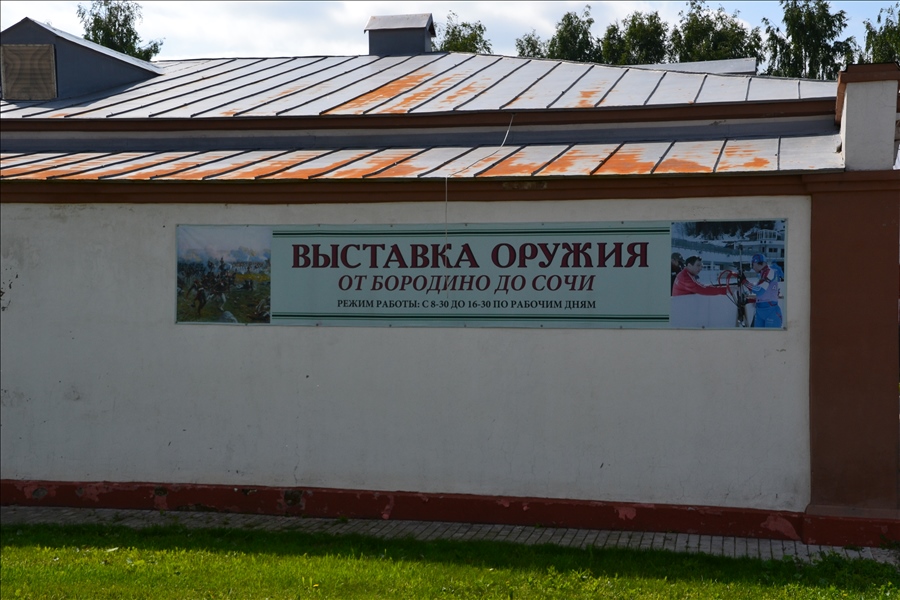 ВЫСТАВКА ОРУЖИЯ
ОТ БОРОДИНО ДО СОЧИ
РЕЖИМ РАБОТЫ: С 8-30 ДО 16-30 ПО РАБОЧИМ ДНЯМ